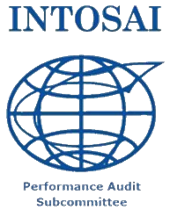 INTOSAI
Performance Audit
Subcommittee